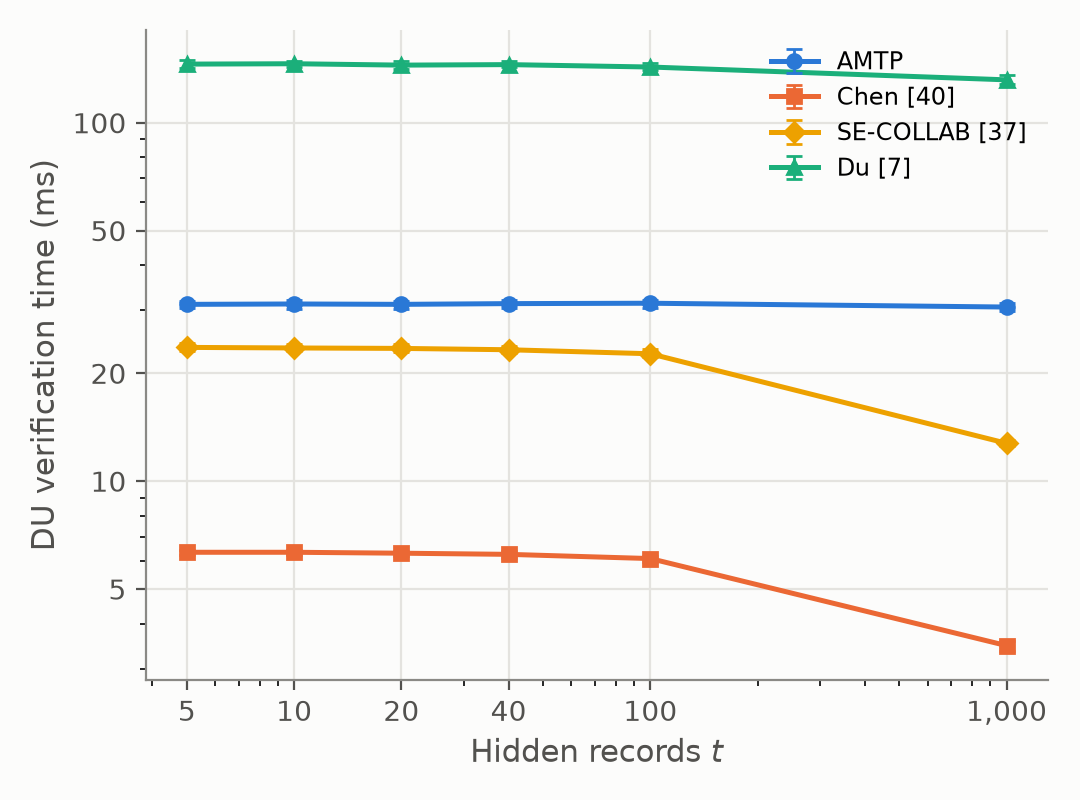 DU verification time (ms)
100
50
20
10
5
AMTP
Chen [40]
SE-COLLAB [37]
Du [7]
5 10 20 40 100 1,000
Hidden records t